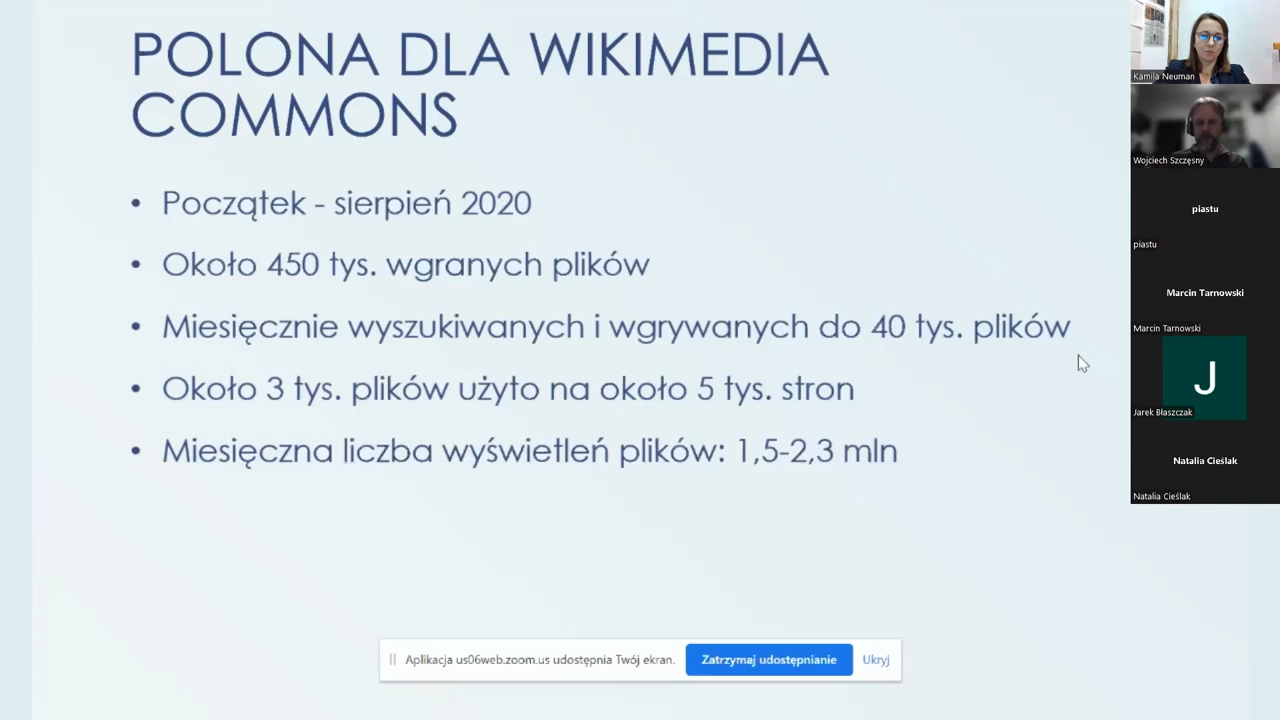 POLONA DLA WIKIMEDIA
COMMONS
• Początek - sierpień 2020
• Około 450 tys. wgranych plików
• Miesięcznie wyszukiwanych i wgrywanych do 40 tys. plików
• Około 3 tys. plików użyto na około 5 tys. stron
• Miesięczna liczba wyświetleń plików: 1,5-2,3 mln
Aplikacja us06web.zoom.us udostępnia Twój ekran.
Zatrzymaj udostępnianie
Ukryj
Kamila Neuman
Wojciech Szczęsny
piastu
piastu
Marcin Tarnowski
Marcin Tarnowski
J
Jarek Błaszczak
Natalia Cieślak
Natalia Cieślak